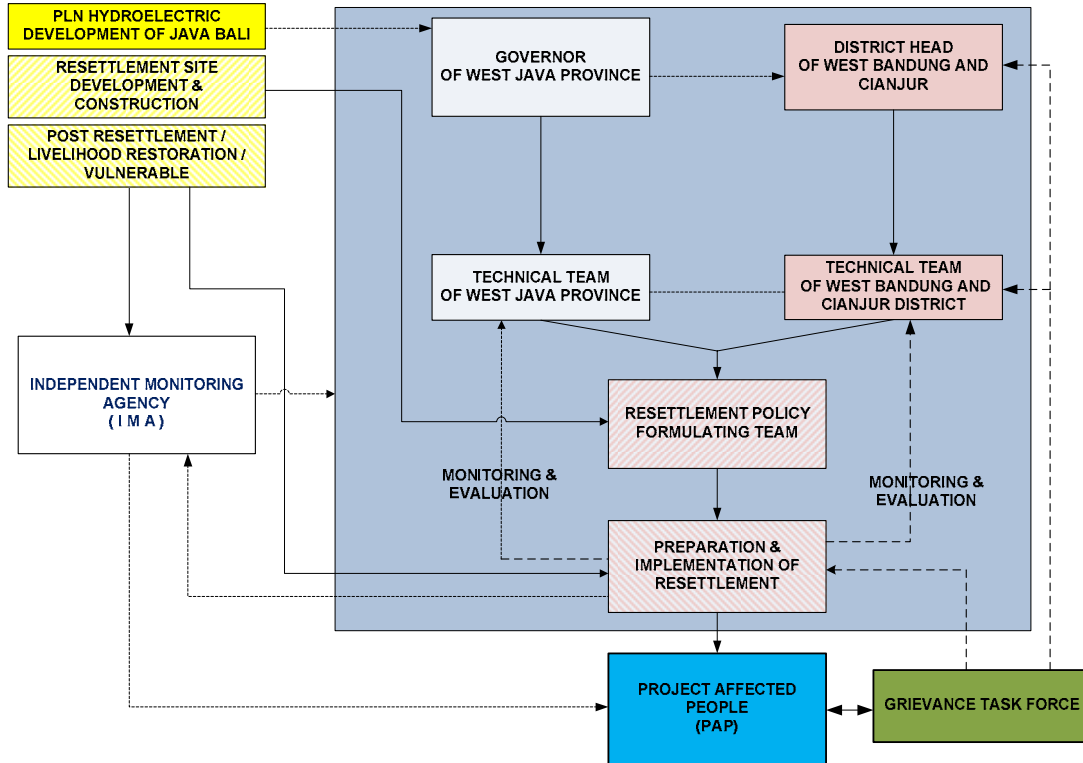 PLN HYDROELECTRIC
DEVELOPMENT OF JAVA BALI
RESETTLEMENT SITE
DEVELOPMENT &
CONSTRUCTION
POST RESETTLEMENT /
LIVELIHOOD RESTORATION /
VULNERABLE
GOVERNOR
OF WEST JAVA PROVINCE
DISTRICT HEAD
OF WEST BANDUNG AND
CIANJUR
TECHNICAL TEAM
OF WEST JAVA PROVINCE
TECHNICAL TEAM
OF WEST BANDUNG AND
CIANJUR DISTRICT
INDEPENDENT MONITORING
AGENCY
( I M A )
RESETTLEMENT POLICY
FORMULATING TEAM
MONITORING &
EVALUATION
MONITORING &
EVALUATION
PREPARATION &
IMPLEMENTATION OF
RESETTLEMENT
PROJECT AFFECTED
PEOPLE
(PAP)
GRIEVANCE TASK FORCE